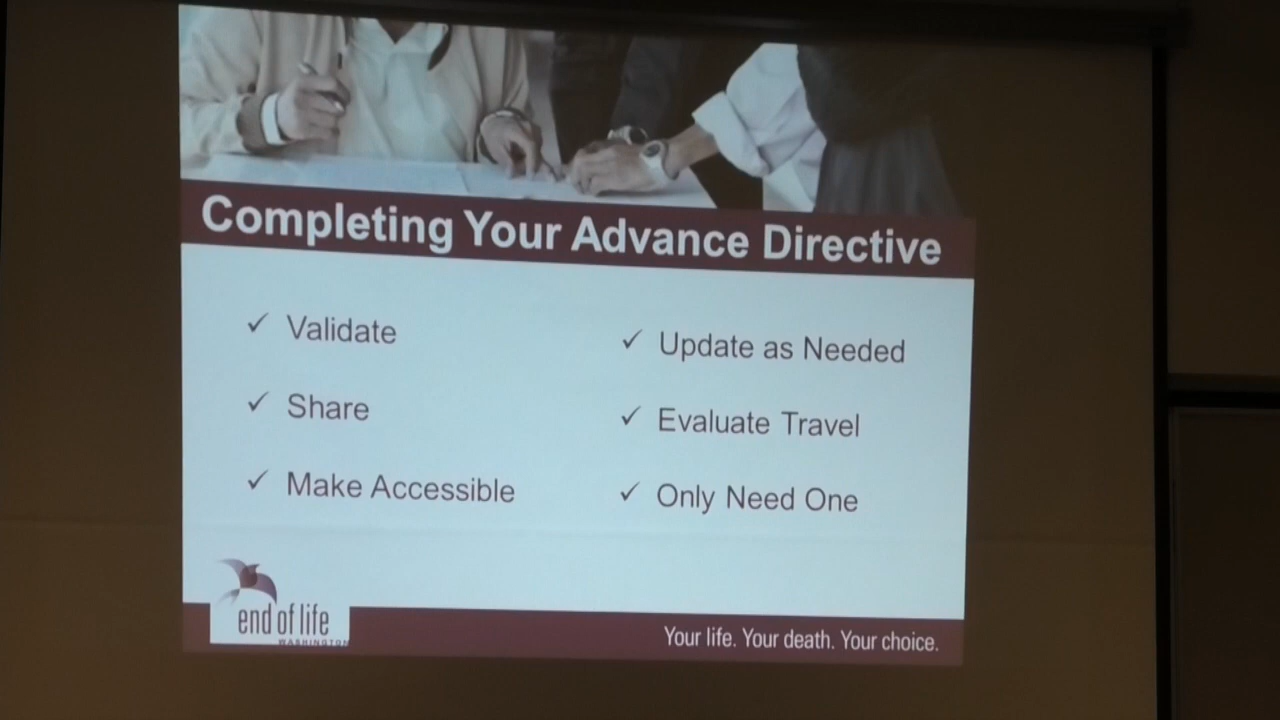 Completing Your Advance Directive
✓ Validate
✓ Share
✓ Make Accessible
✓ Update as Needed
✓ Evaluate Travel
✓ Only Need One
end of life
WASHINGTON
Your life. Your death. Your choice.